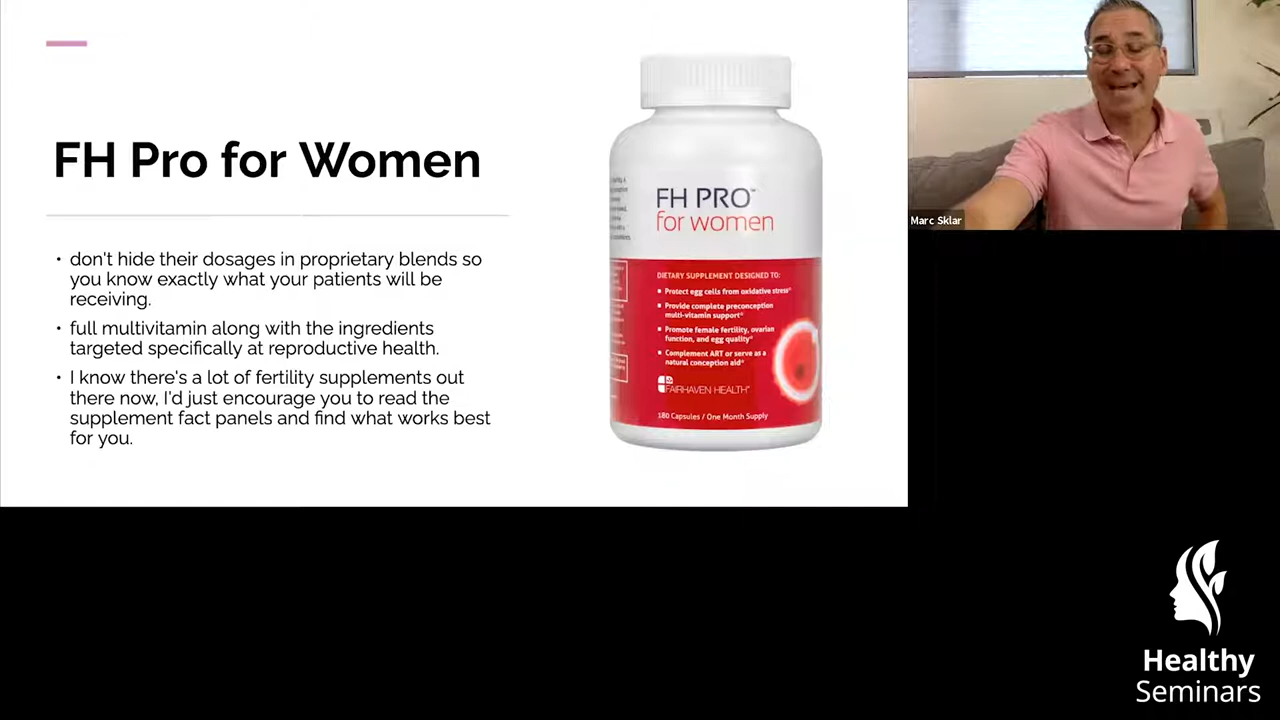 FH Pro for Women
• don't hide their dosages in proprietary blends so
you know exactly what your patients will be
receiving.
• full multivitamin along with the ingredients
targeted specifically at reproductive health.
• I know there's a lot of fertility supplements out
there now, I'd just encourage you to read the
supplement fact panels and find what works best
for you.
FH PRO™
for women
DIETARY SUPPLEMENT DESIGNED TO:
Protect egg cells from oxidative stress*
Provide complete preconception
multi-vitamin support*
Promote female fertility, ovarian
function, and egg quality*
Complement ART or serve as a
natural conception aid*
FAIRHAVEN HEALTH™
180 Capsules / One Month Supply
Marc Sklar
Healthy
Seminars